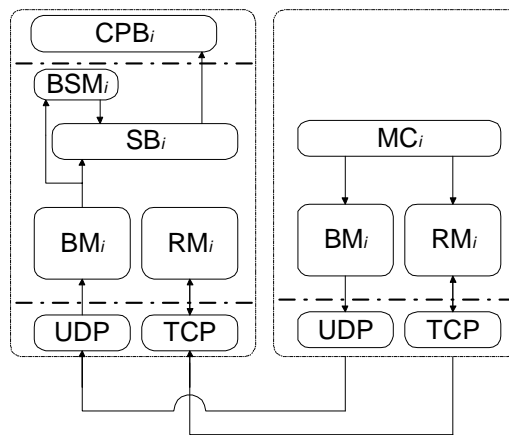 CPBi
BSMi
SBi
BMi
RMi
UDP
TCP
MCi
BMi
RMi
UDP
TCP